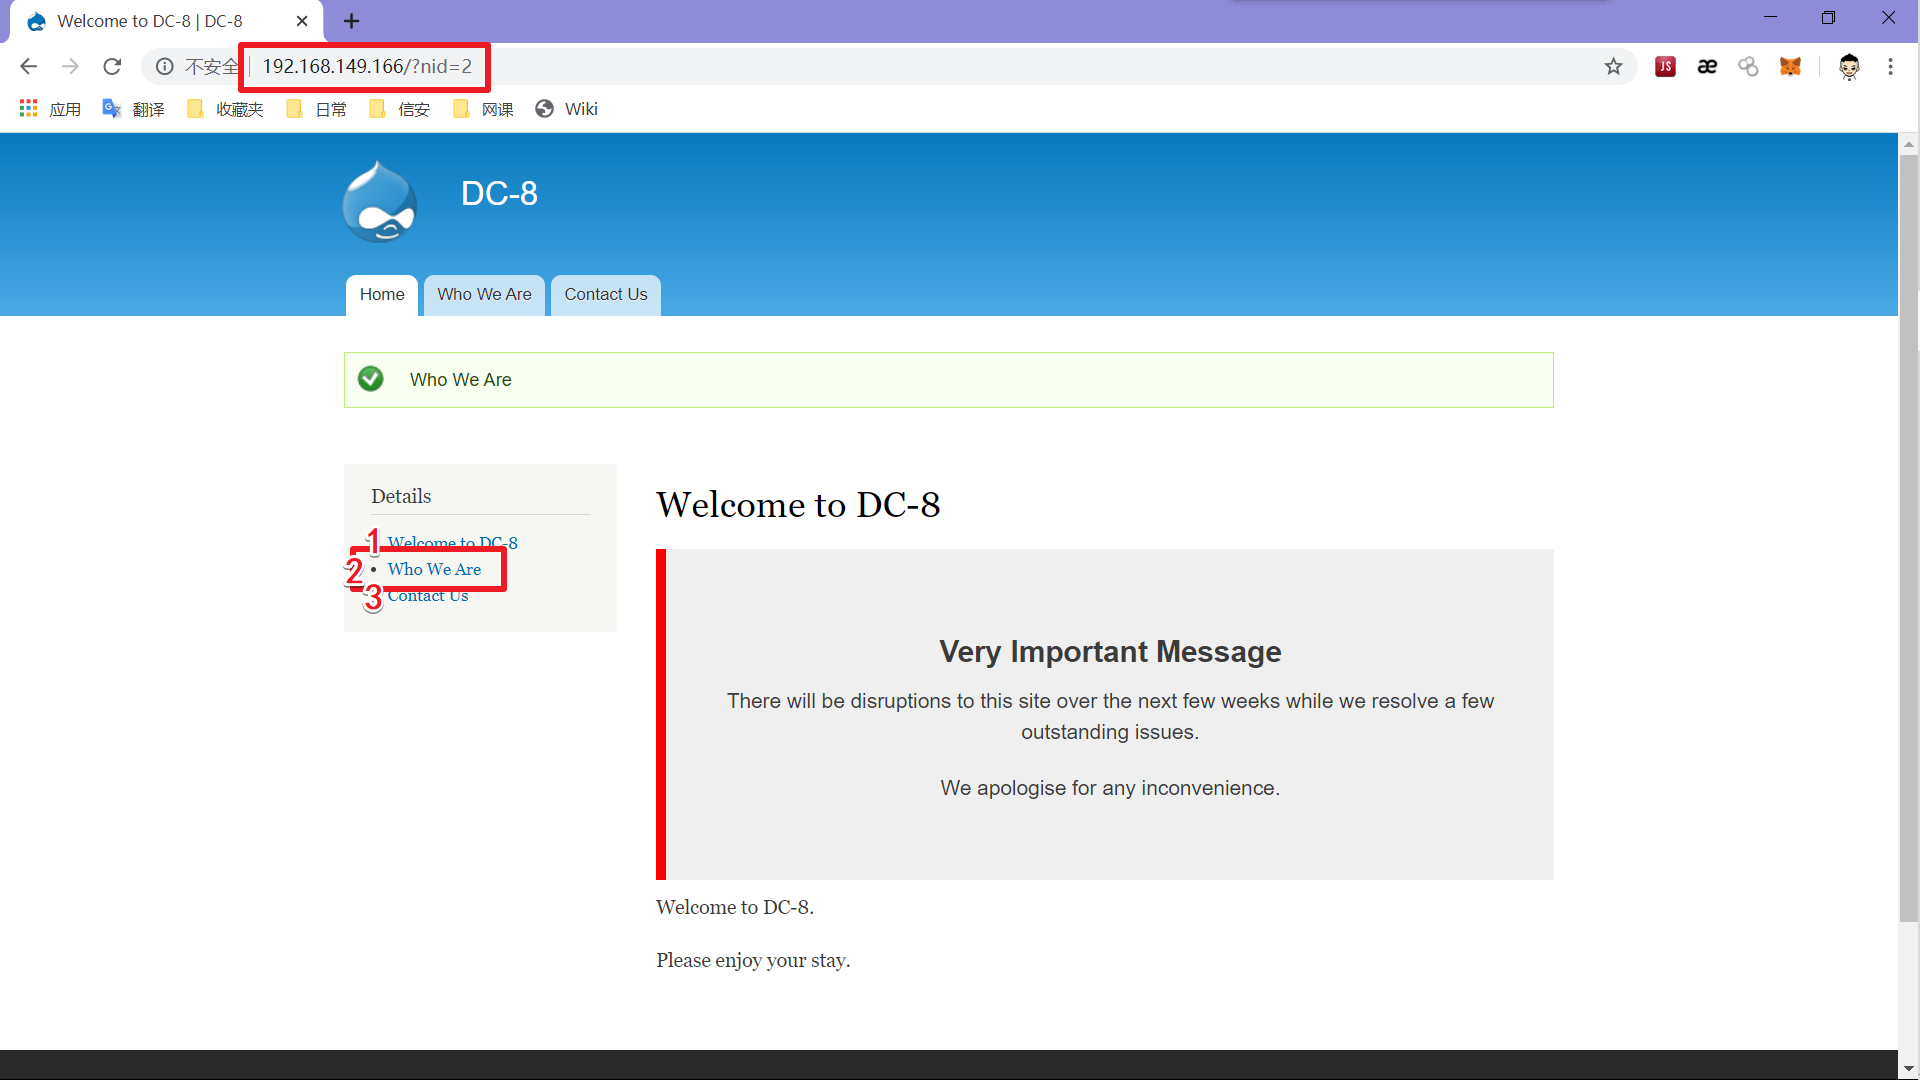 Welcome to DC-8 | DC-8
不安全 192.168.149.166/?nid=2
JS æ
应用 翻译 收藏夹 日常 信安 网课 Wiki
DC-8
Home Who We Are Contact Us
Who We Are
Details
1 Welcome to DC-8
2 Who We Are
3 Contact Us
Welcome to DC-8
Very Important Message
There will be disruptions to this site over the next few weeks while we resolve a few
outstanding issues.
We apologise for any inconvenience.
Welcome to DC-8.
Please enjoy your stay.